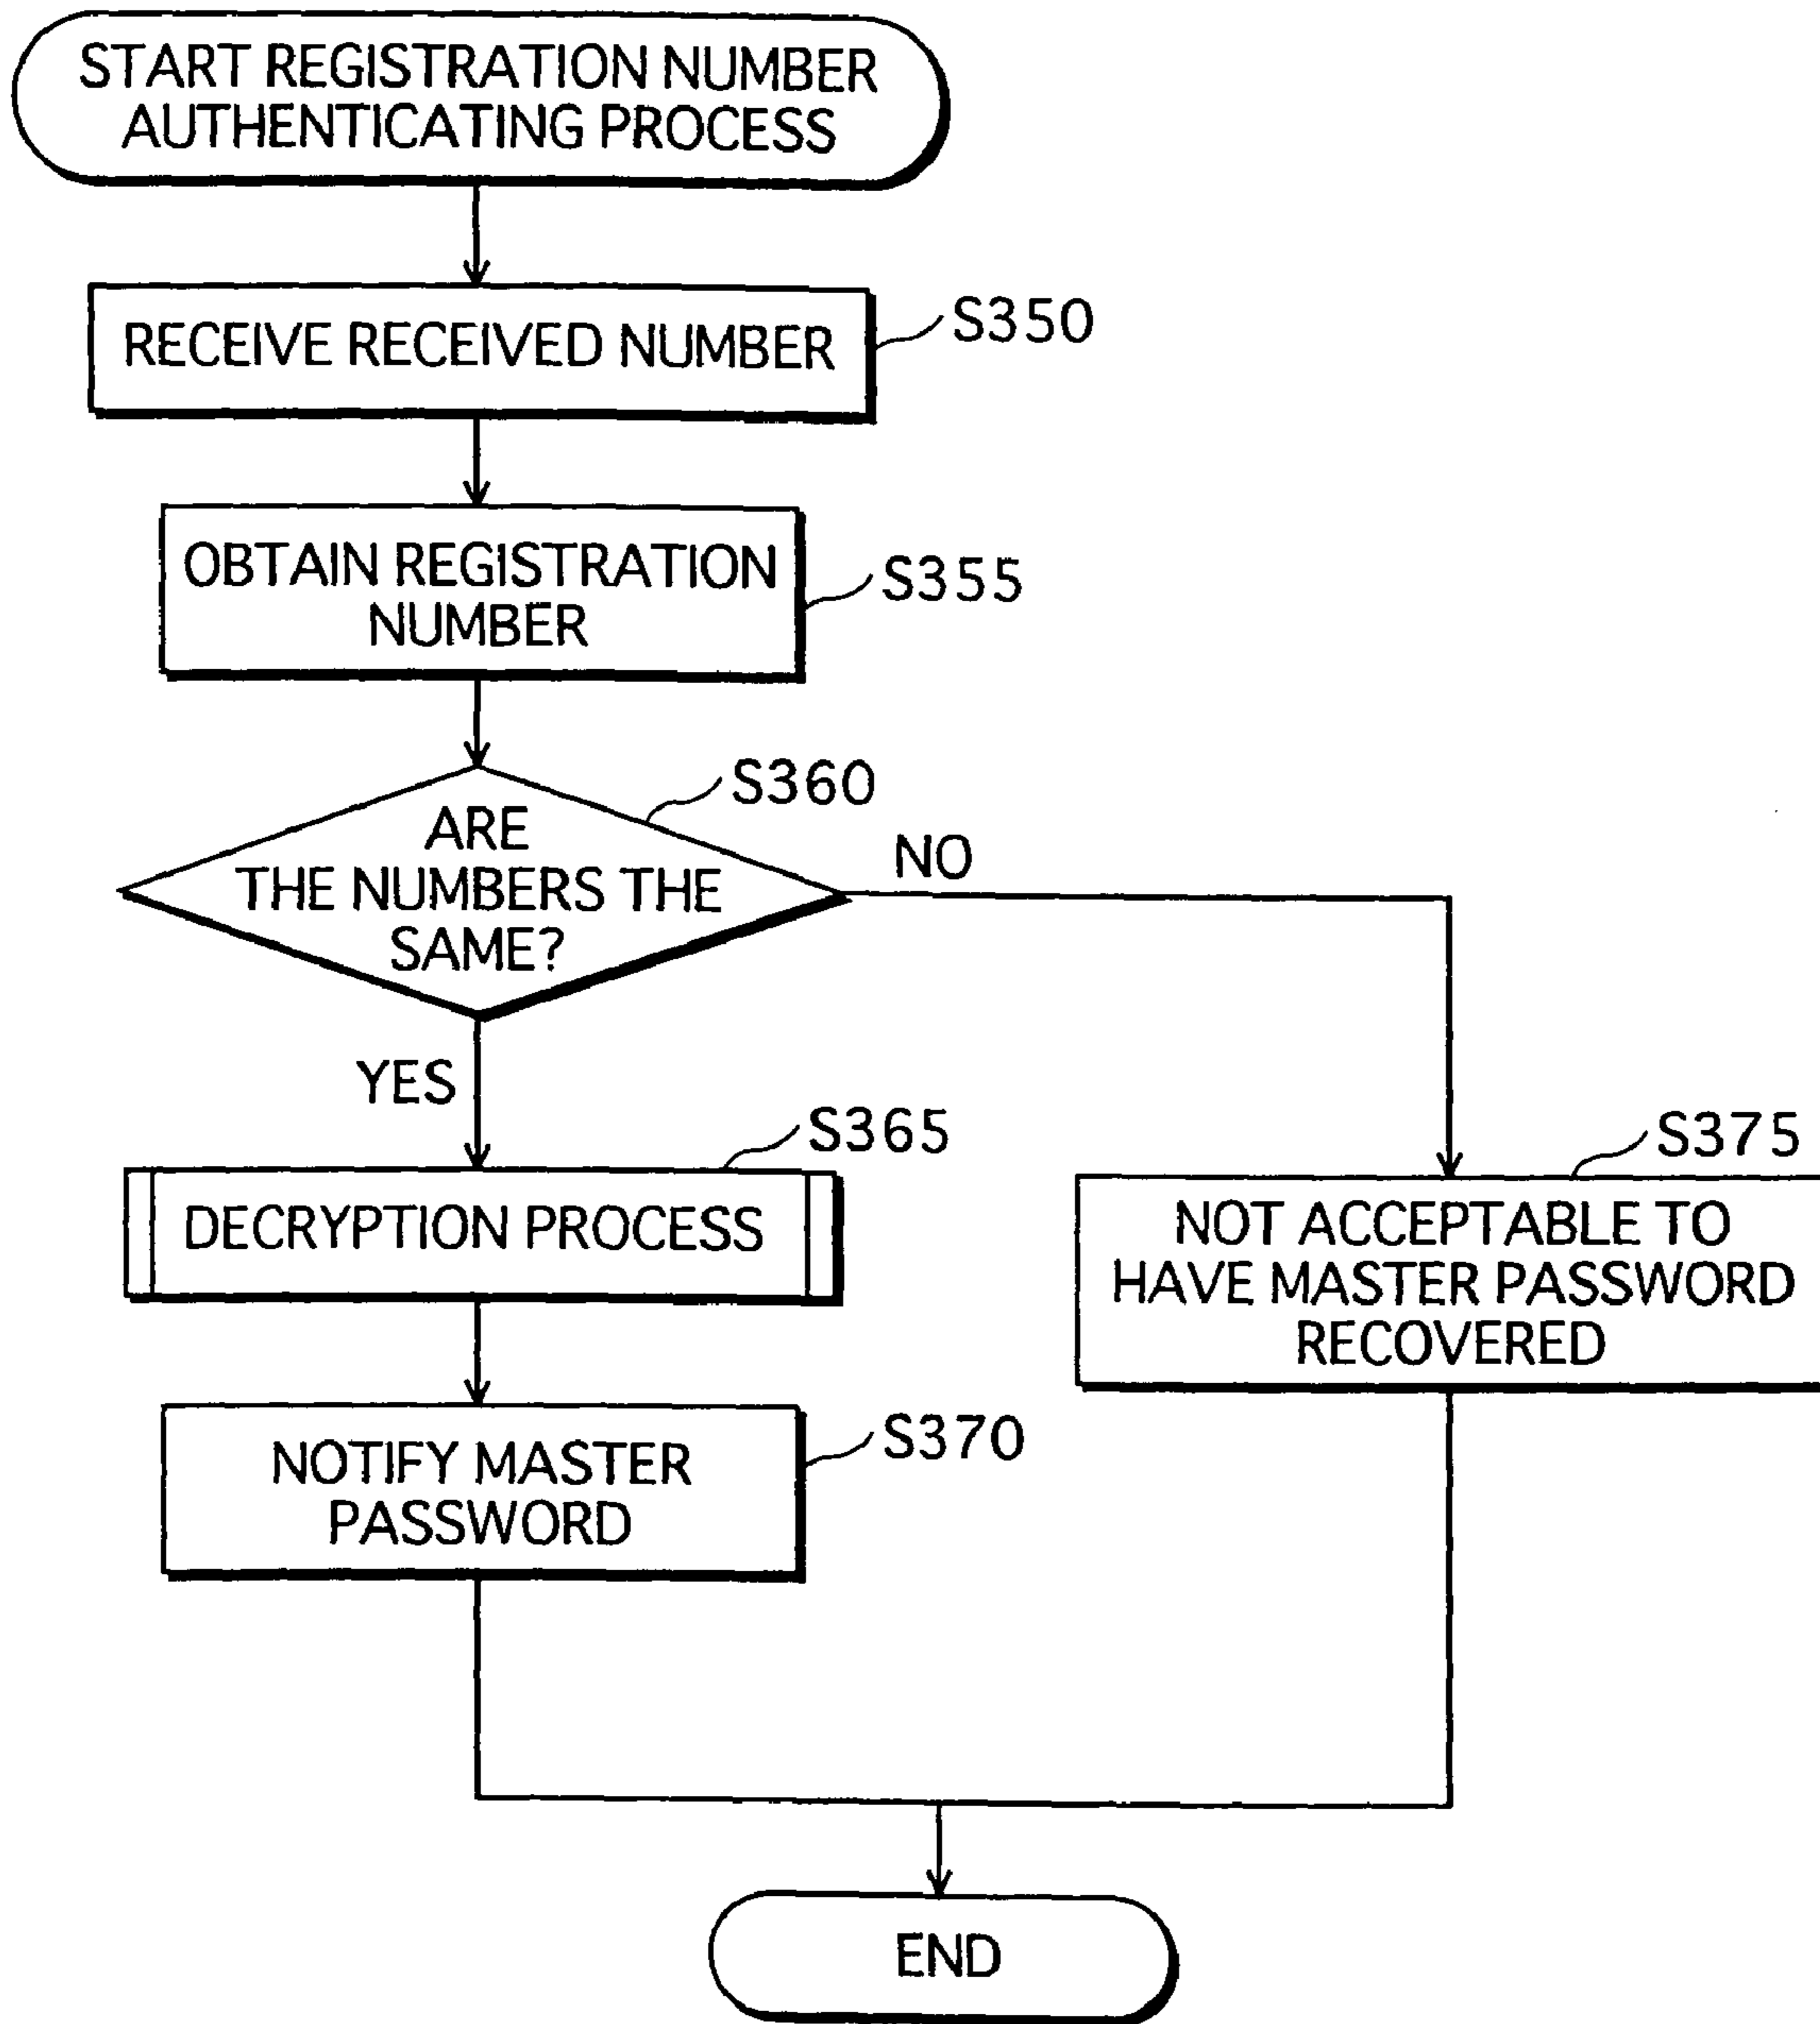 START REGISTRATION NUMBER
AUTHENTICATING PROCESS
RECEIVE RECEIVED NUMBER
S350
OBTAIN REGISTRATION
NUMBER
S355
S360
ARE
THE NUMBERS THE
SAME?
NO
YES
S365
DECRYPTION PROCESS
S375
NOT ACCEPTABLE TO
HAVE MASTER PASSWORD
RECOVERED
NOTIFY MASTER
PASSWORD
S370
END